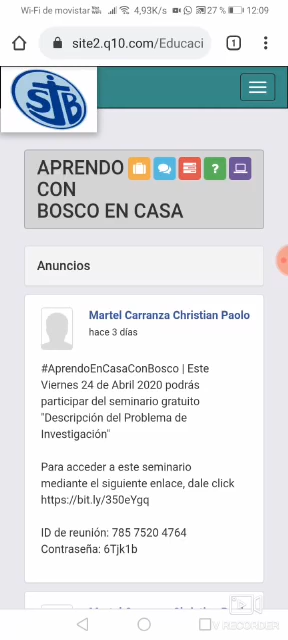 Wi-Fi de movistar 4,93K/s 27 % 12:09
site2.q10.com/Educaci
1
SJB
APRENDO
CON
BOSCO EN CASA
Anuncios
Martel Carranza Christian Paolo
hace 3 días
#AprendoEnCasaConBosco | Este
Viernes 24 de Abril 2020 podrás
participar del seminario gratuito
"Descripción del Problema de
Investigación"
Para acceder a este seminario
mediante el siguiente enlace, dale click
https://bit.ly/350eYgq
ID de reunión: 785 7520 4764
Contraseña: 6Tjk1b
V RECORDER